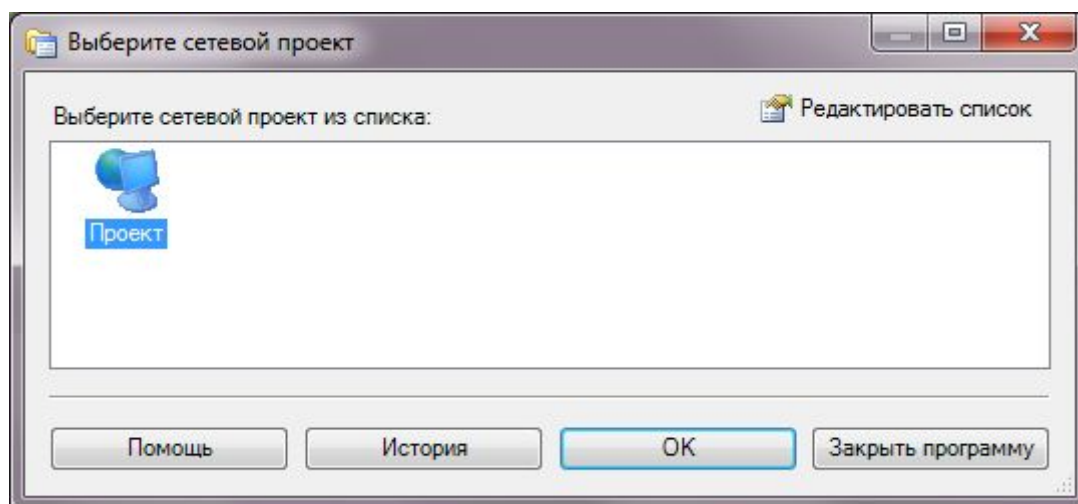 Выберите сетевой проект
Выберите сетевой проект из списка:
Редактировать список
Проект
Помощь
История
OK
Закрыть программу